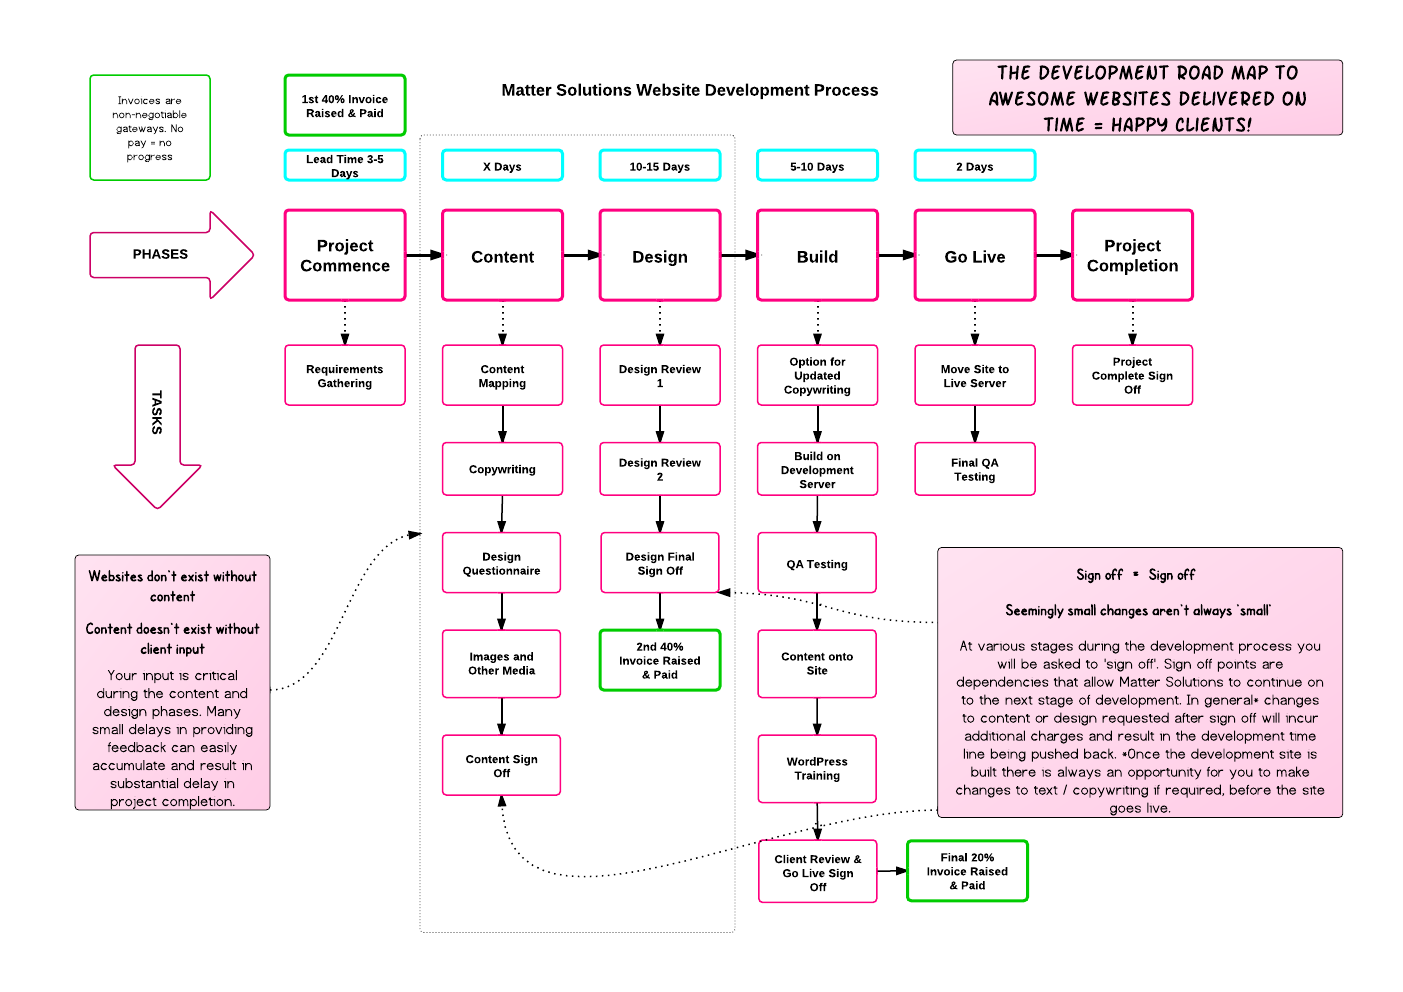 Matter Solutions Website Development Process
THE DEVELOPMENT ROAD MAP TO
AWESOME WEBSITES DELIVERED ON
TIME = HAPPY CLIENTS!
Invoices are
non-negotiable
gateways. No
pay = no
progress
1st 40% Invoice
Raised & Paid
Lead Time 3-5
Days
X Days
10-15 Days
5-10 Days
2 Days
PHASES
Project
Commence
Content
Design
Build
Go Live
Project
Completion
TASKS
Requirements
Gathering
Content
Mapping
Copywriting
Design
Questionnaire
Images and
Other Media
Content Sign
Off
Design Review
1
Design Review
2
Design Final
Sign Off
2nd 40%
Invoice Raised
& Paid
Option for
Updated
Copywriting
Build on
Development
Server
QA Testing
Content onto
Site
WordPress
Training
Client Review &
Go Live Sign
Off
Final 20%
Invoice Raised
& Paid
Move Site to
Live Server
Final QA
Testing
Project
Complete Sign
Off
Websites don't exist without
content
Content doesn't exist without
client input
Your input is critical
during the content and
design phases. Many
small delays in providing
feedback can easily
accumulate and result in
substantial delay in
project completion.
Sign off = Sign off
Seemingly small changes aren't always 'small'
At various stages during the development process you
will be asked to 'sign off'. Sign off points are
dependencies that allow Matter Solutions to continue on
to the next stage of development. In general* changes
to content or design requested after sign off will incur
additional charges and result in the development time
line being pushed back. *Once the development site is
built there is always an opportunity for you to make
changes to text / copywriting if required, before the site
goes live.